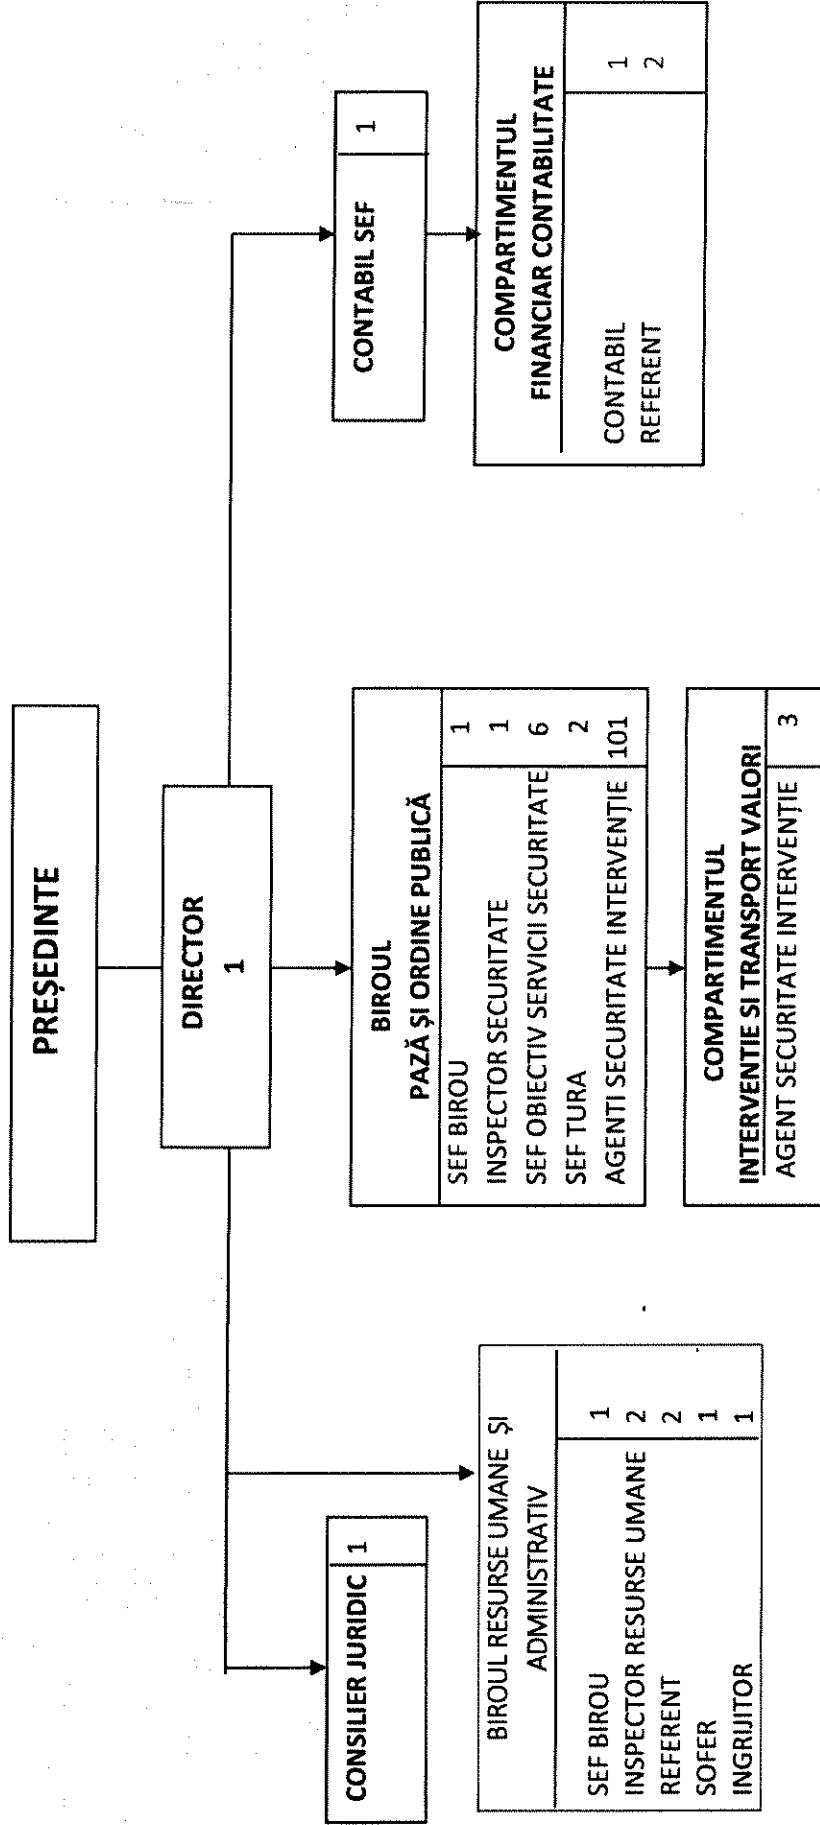 PREȘEDINTE
DIRECTOR
1
CONSILIER JURIDIC 1
BIROUL RESURSE UMANE ȘI
ADMINISTRATIV
SEF BIROU 1
INSPECTOR RESURSE UMANE 2
REFERENT 2
SOFER 1
INGRIJITOR 1
BIROUL
PAZĂ ȘI ORDINE PUBLICĂ
SEF BIROU 1
INSPECTOR SECURITATE 1
SEF OBIECTIV SERVICII SECURITATE 6
SEF TURA 2
AGENTI SECURITATE INTERVENȚIE 101
COMPARTIMENTUL
INTERVENTIE SI TRANSPORT VALORI
AGENT SECURITATE INTERVENȚIE 3
CONTABIL SEF 1
COMPARTIMENTUL
FINANCIAR CONTABILITATE
CONTABIL 1
REFERENT 2